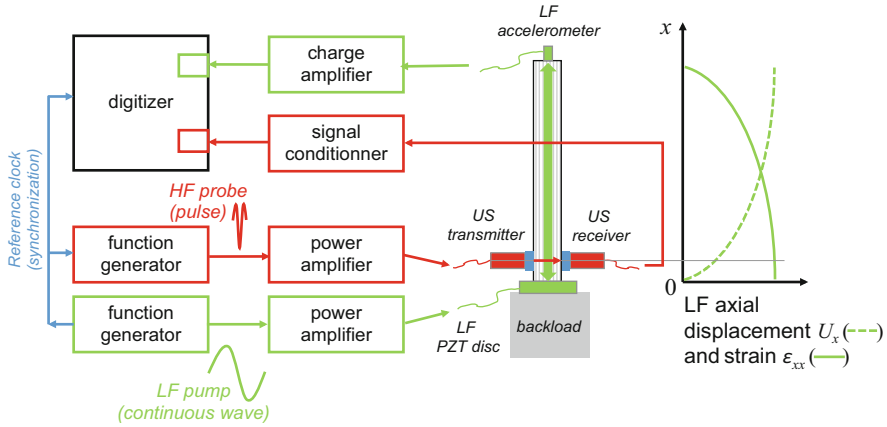 LF
accelerometer
charge
amplifier
digitizer
signal
conditionner
Reference clock
(synchronization)
HF probe
(pulse)
US
transmitter
US
receiver
function
generator
power
amplifier
function
generator
power
amplifier
LF
PZT disc
backload
LF pump
(continuous wave)
x
0
LF axial
displacement Uₓ(---)
and strain εₓₓ(—)